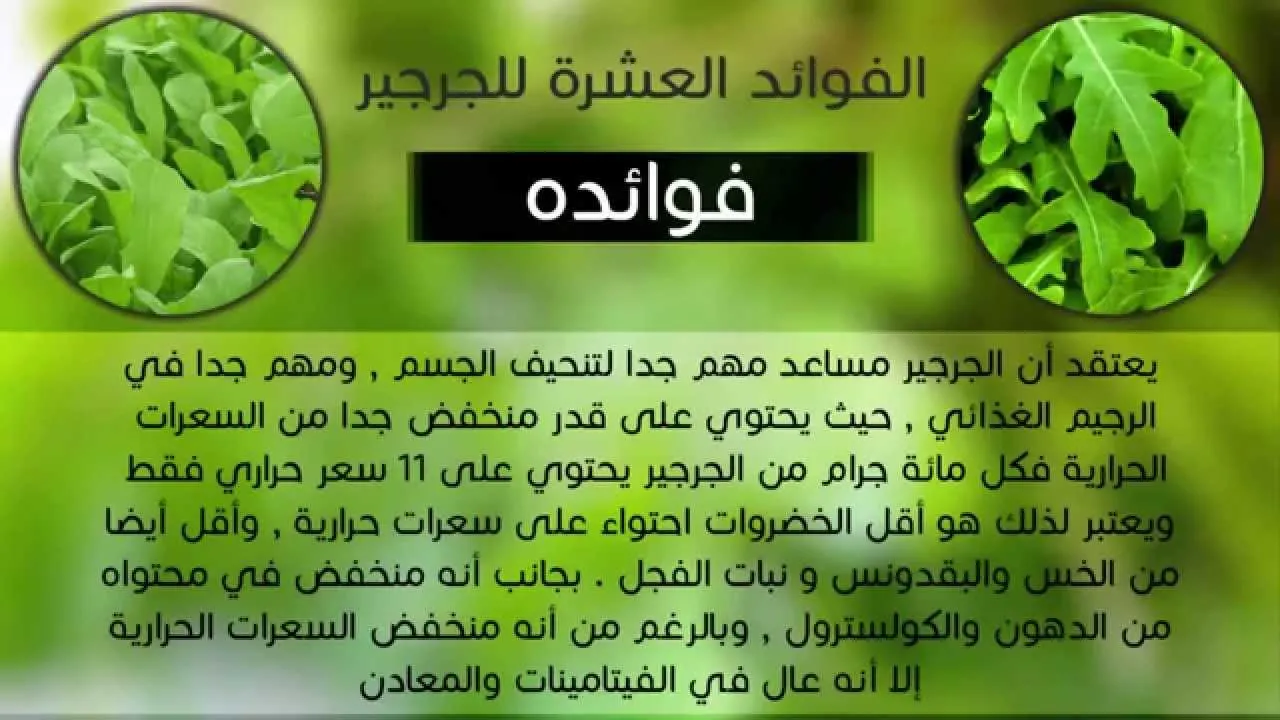 الفوائد العشرة للجرجير
فوائده
يعتقد أن الجرجير مساعد مهم جدا لتنحيف الجسم , ومهم جدا في
الرجيم الغذائي , حيث يحتوي على قدر منخفض جدا من السعرات
الحرارية فكل مائة جرام من الجرجير يحتوي على 11 سعر حراري فقط
ويعتبر لذلك هو أقل الخضروات احتواء على سعرات حرارية , وأقل أيضا
من الخس والبقدونس و نبات الفجل . بجانب أنه منخفض في محتواه
من الدهون والكولسترول , وبالرغم من أنه منخفض السعرات الحرارية
إلا أنه عال في الفيتامينات والمعادن